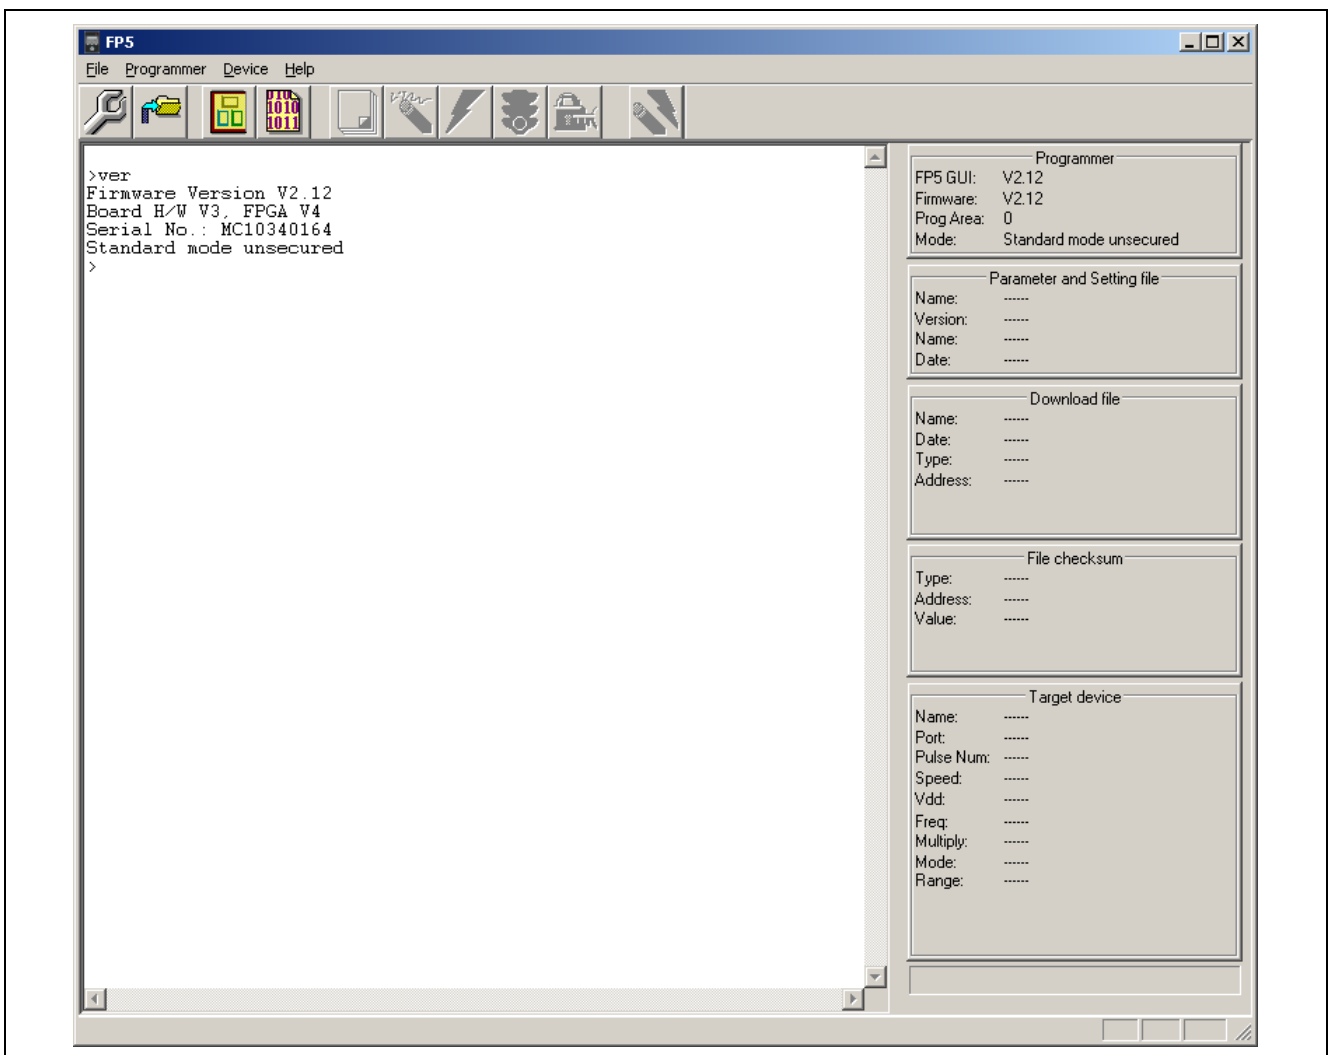 FP5
File Programmer Device Help
010
1010
1011
>ver
Firmware Version V2.12
Board H/W V3, FPGA V4
Serial No.: MC10340164
Standard mode unsecured
>
Programmer
FP5 GUI: V2.12
Firmware: V2.12
Prog Area: 0
Mode: Standard mode unsecured
Parameter and Setting file
Name: ------
Version: ------
Name: ------
Date: ------
Download file
Name: ------
Date: ------
Type: ------
Address: ------
File checksum
Type: ------
Address: ------
Value: ------
Target device
Name: ------
Port: ------
Pulse Num: ------
Speed: ------
Vdd: ------
Freq: ------
Multiply: ------
Mode: ------
Range: ------